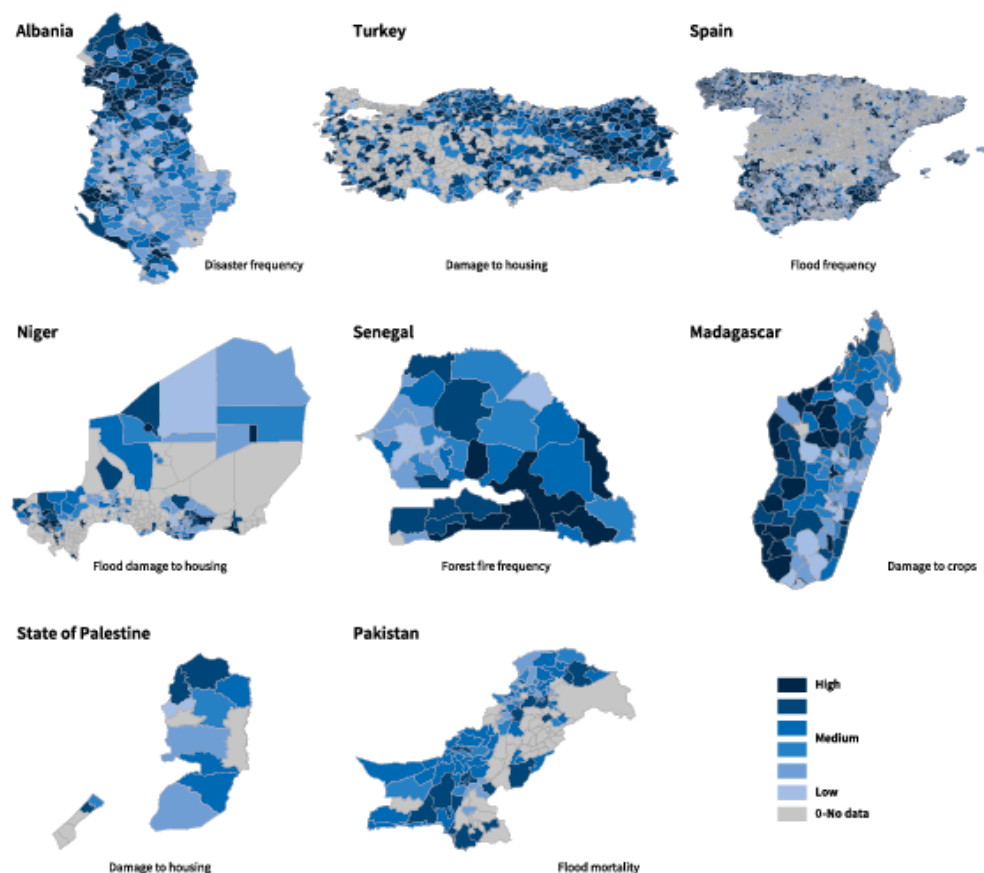 Albania
Turkey
Spain
Disaster frequency
Damage to housing
Flood frequency
Niger
Senegal
Madagascar
Flood damage to housing
Forest fire frequency
Damage to crops
State of Palestine
Pakistan
High
Medium
Low
0-No data
Damage to housing
Flood mortality